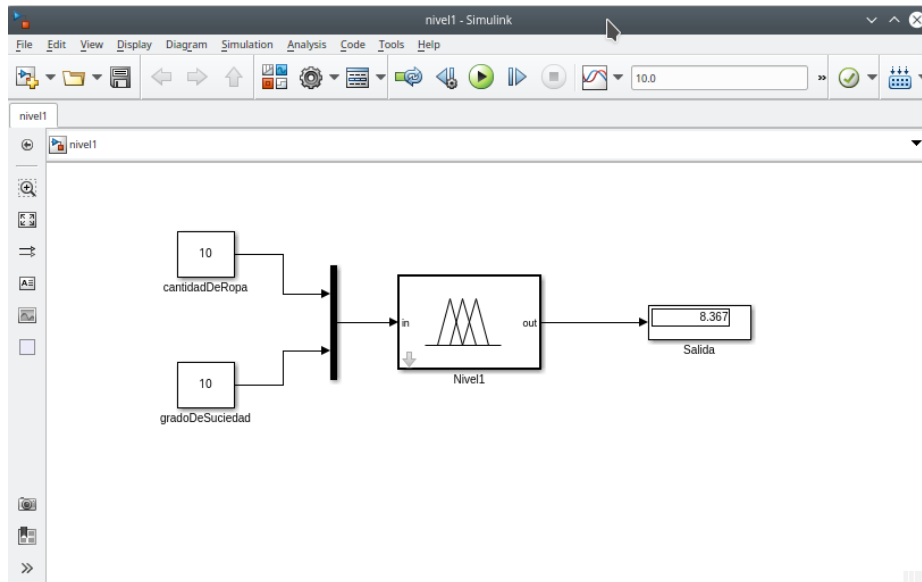 nivel1 - Simulink
File Edit View Display Diagram Simulation Analysis Code Tools Help
10.0
nivel1
nivel1
10
cantidadDeRopa
in
out
8.367
Nivel1
Salida
10
gradoDeSuciedad